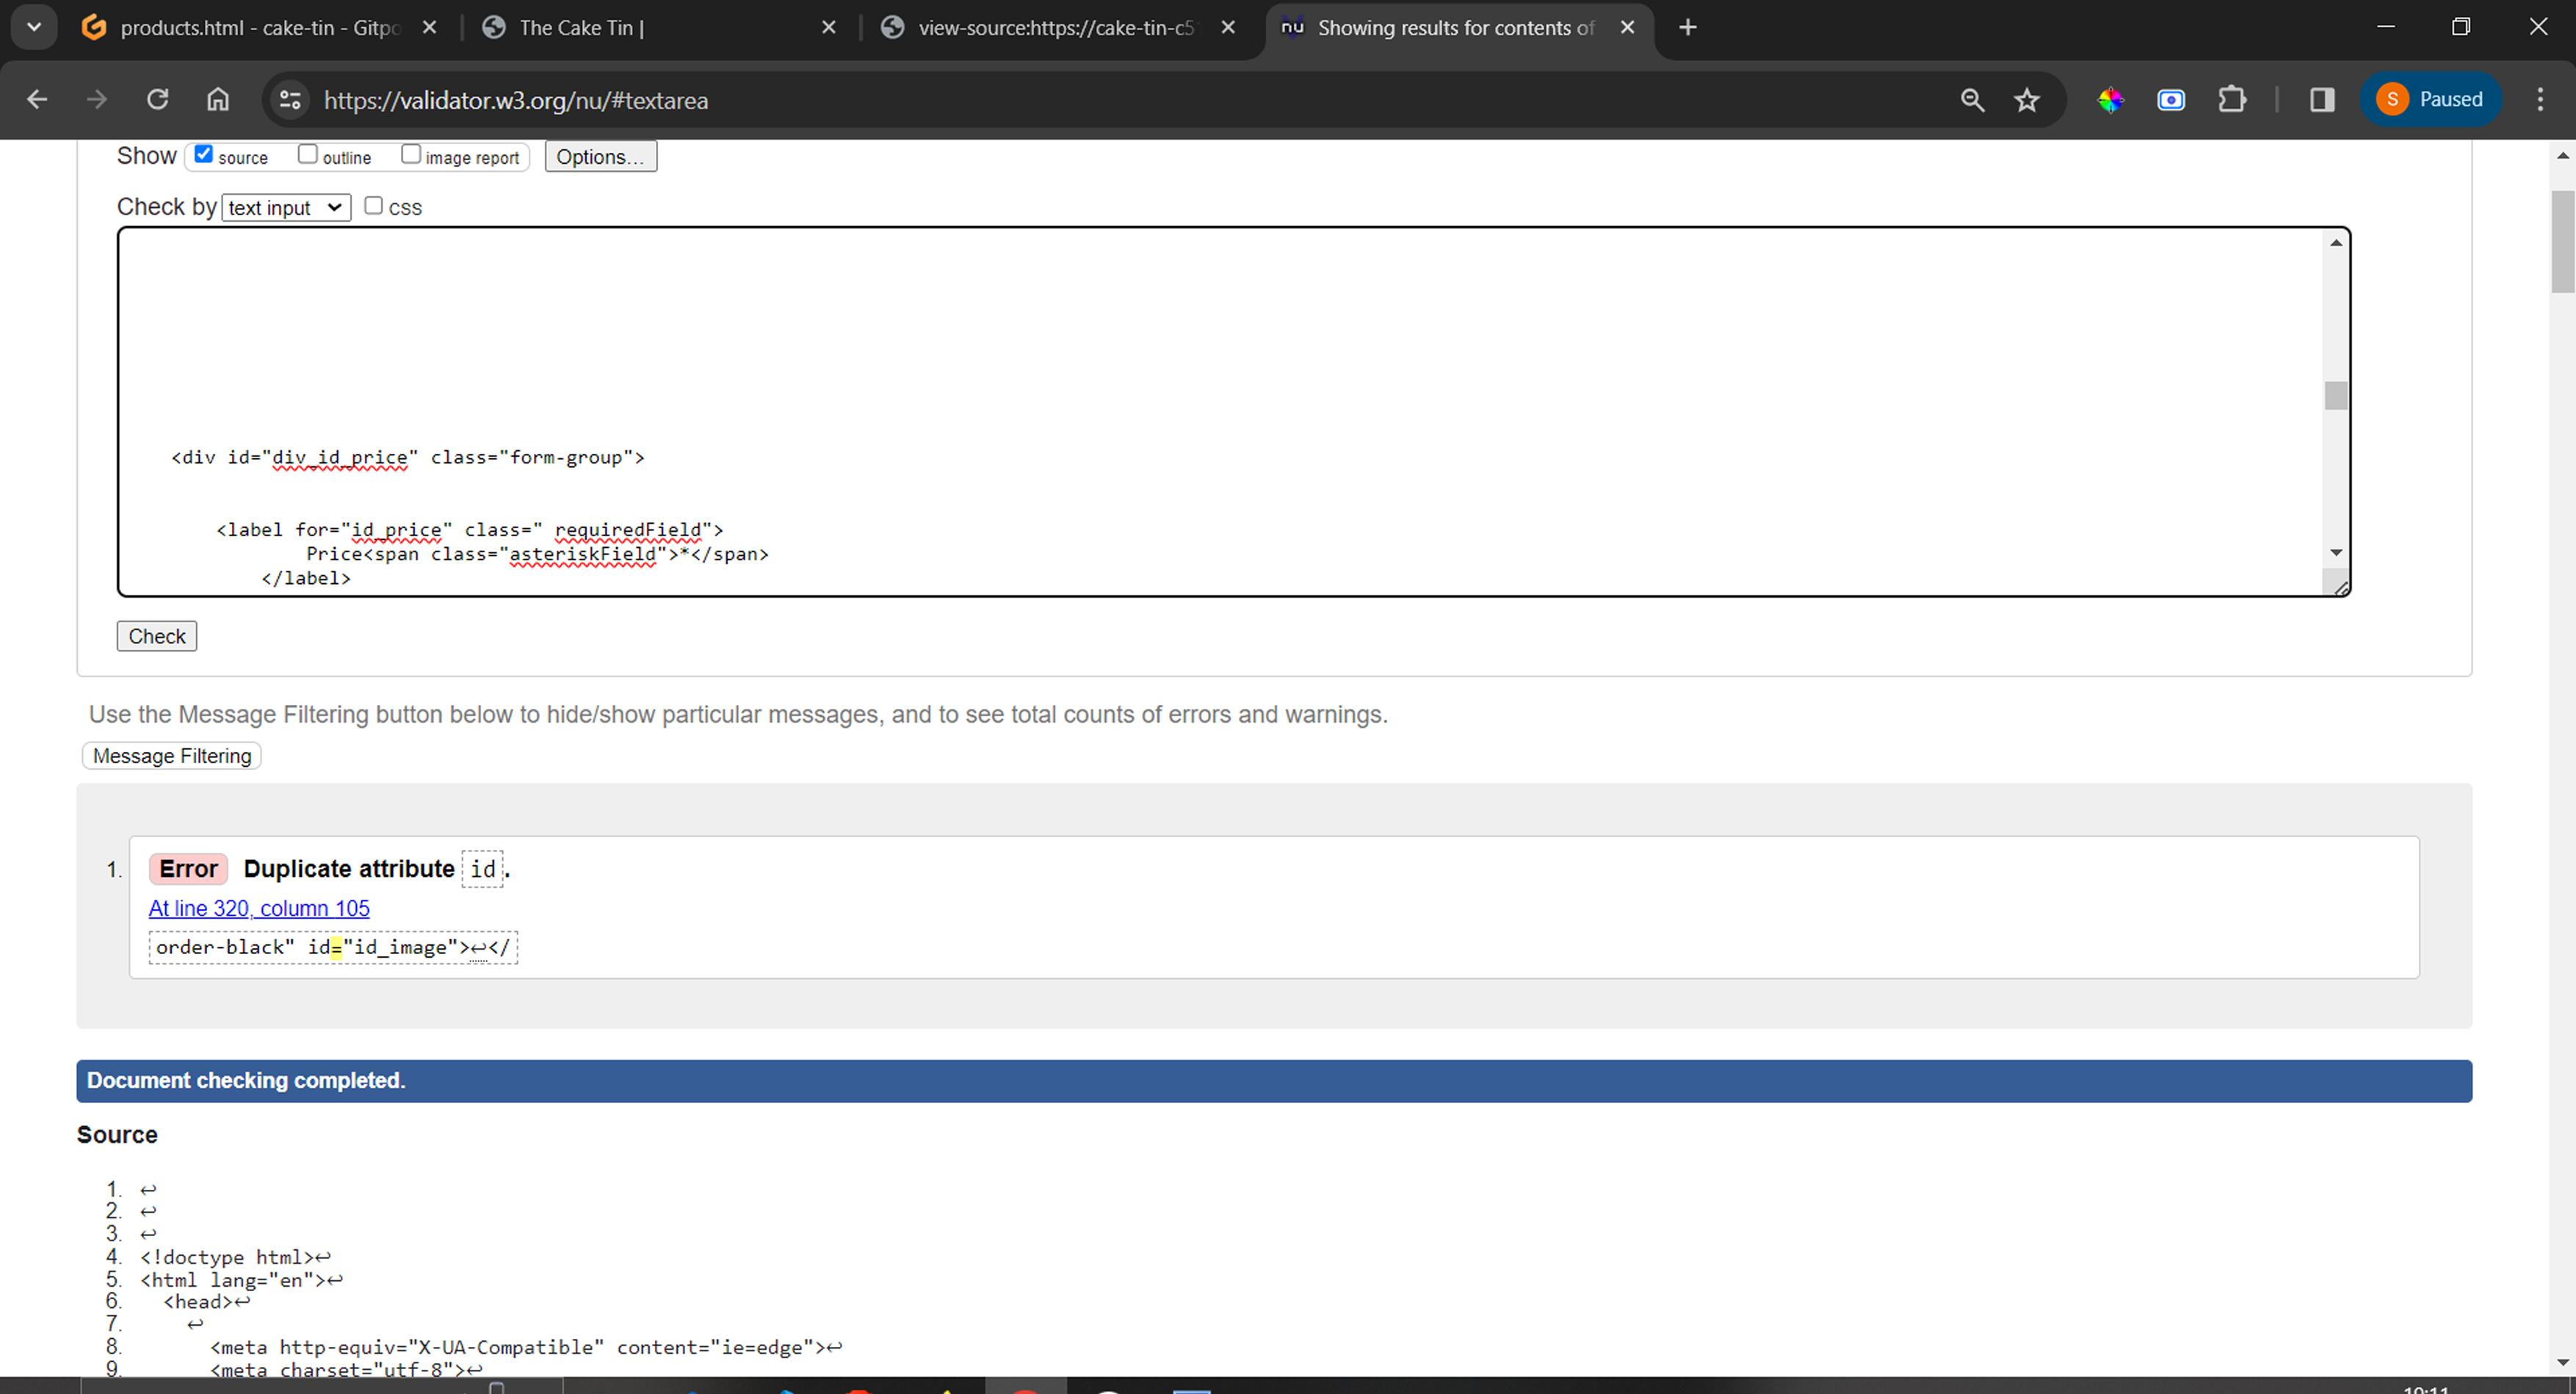 products.html - cake-tin - Gitpo
The Cake Tin |
view-source:https://cake-tin-c5
nu Showing results for contents of
https://validator.w3.org/nu/#textarea
S Paused
Show source outline image report Options...
Check by text input css
<div id="div_id_price" class="form-group">
<label for="id_price" class=" requiredField">
Price<span class="asteriskField">*</span>
</label>
Check
Use the Message Filtering button below to hide/show particular messages, and to see total counts of errors and warnings.
Message Filtering
1. Error Duplicate attribute id.
At line 320, column 105
order-black" id="id_image">↩</
Document checking completed.
Source
1. ↩
2. ↩
3. ↩
4. <!doctype html>↩
5. <html lang="en">↩
6. <head>↩
7. ↩
8. <meta http-equiv="X-UA-Compatible" content="ie=edge">↩
9. <meta charset="utf-8">↩